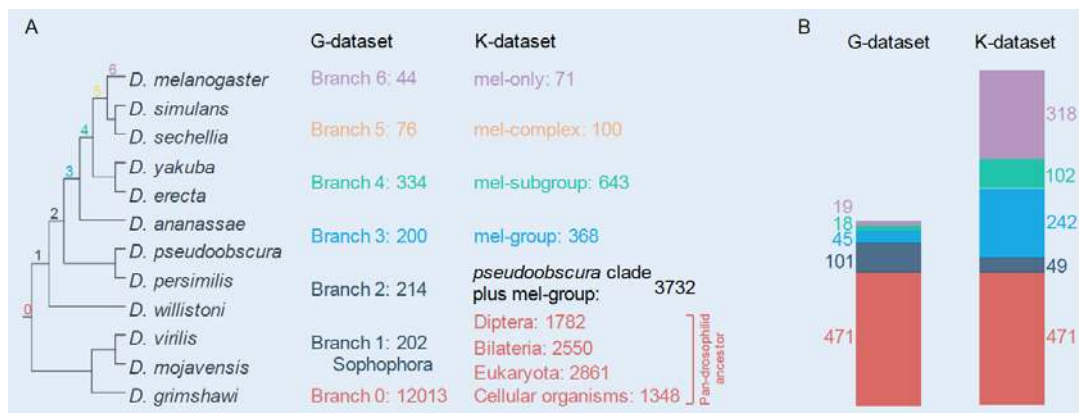 A
B
G-dataset
K-dataset
6
D. melanogaster
Branch 6: 44
mel-only: 71
5
D. simulans
D. sechellia
Branch 5: 76
mel-complex: 100
4
D. yakuba
D. erecta
Branch 4: 334
mel-subgroup: 643
3
D. ananassae
Branch 3: 200
mel-group: 368
2
D. pseudoobscura
D. persimilis
Branch 2: 214
pseudoobscura clade
plus mel-group: 3732
1
D. willistoni
D. virilis
D. mojavensis
Branch 1: 202
Sophophora
Diptera: 1782
Bilateria: 2550
Eukaryota: 2861
0
D. grimshawi
Branch 0: 12013
Cellular organisms: 1348
Pan-drosophilid
ancestor
G-dataset
K-dataset
19
18
45
101
471
318
102
242
49
471